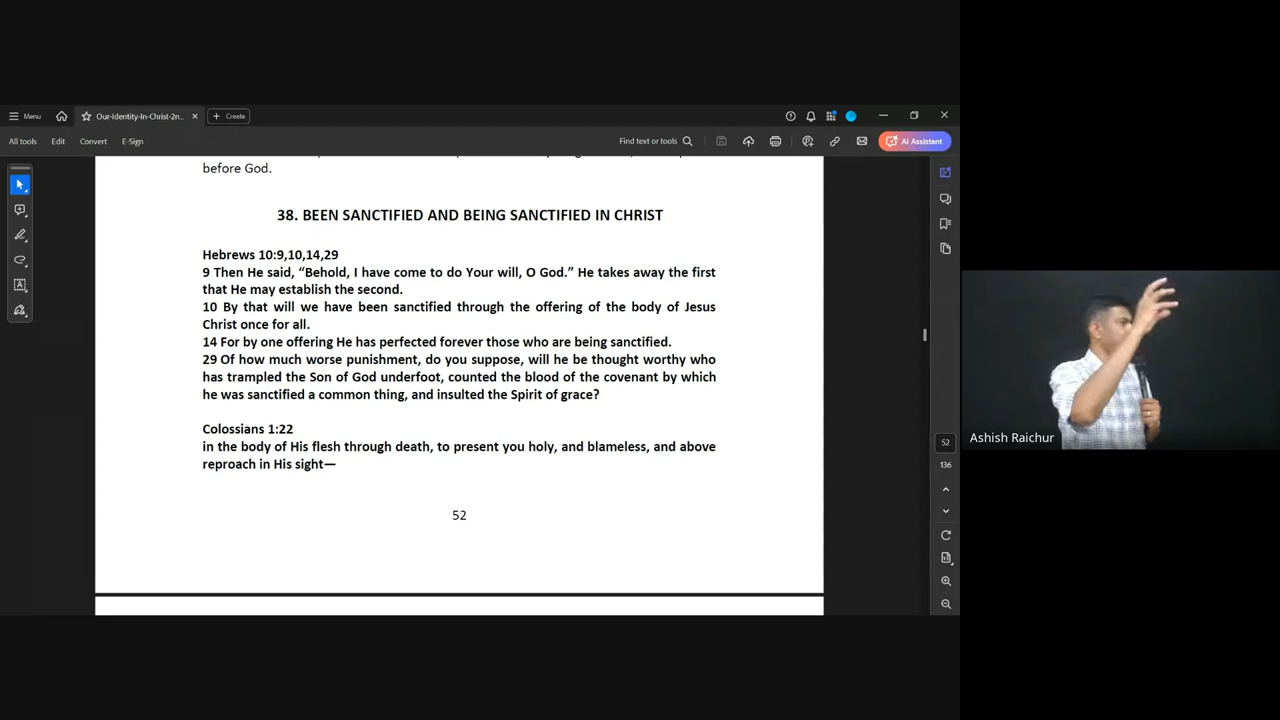 Menu
Our-Identity-In-Christ-2n...
Create
All tools
Edit
Convert
E-Sign
Find text or tools
AI Assistant
before God.
38. BEEN SANCTIFIED AND BEING SANCTIFIED IN CHRIST
Hebrews 10:9,10,14,29
9 Then He said, “Behold, I have come to do Your will, O God.” He takes away the first
that He may establish the second.
10 By that will we have been sanctified through the offering of the body of Jesus
Christ once for all.
14 For by one offering He has perfected forever those who are being sanctified.
29 Of how much worse punishment, do you suppose, will he be thought worthy who
has trampled the Son of God underfoot, counted the blood of the covenant by which
he was sanctified a common thing, and insulted the Spirit of grace?
Colossians 1:22
in the body of His flesh through death, to present you holy, and blameless, and above
reproach in His sight—
52
52
136
Ashish Raichur